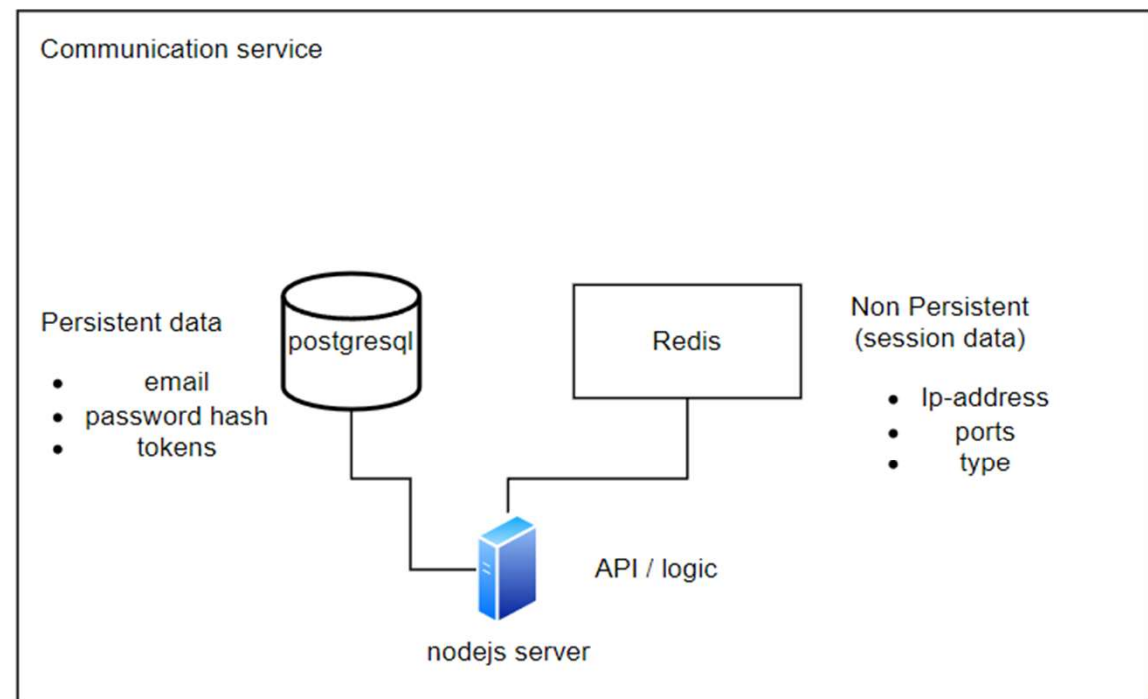 Communication service
Persistent data
email
password hash
tokens
postgresql
Redis
Non Persistent
(session data)
Ip-address
ports
type
API / logic
nodejs server